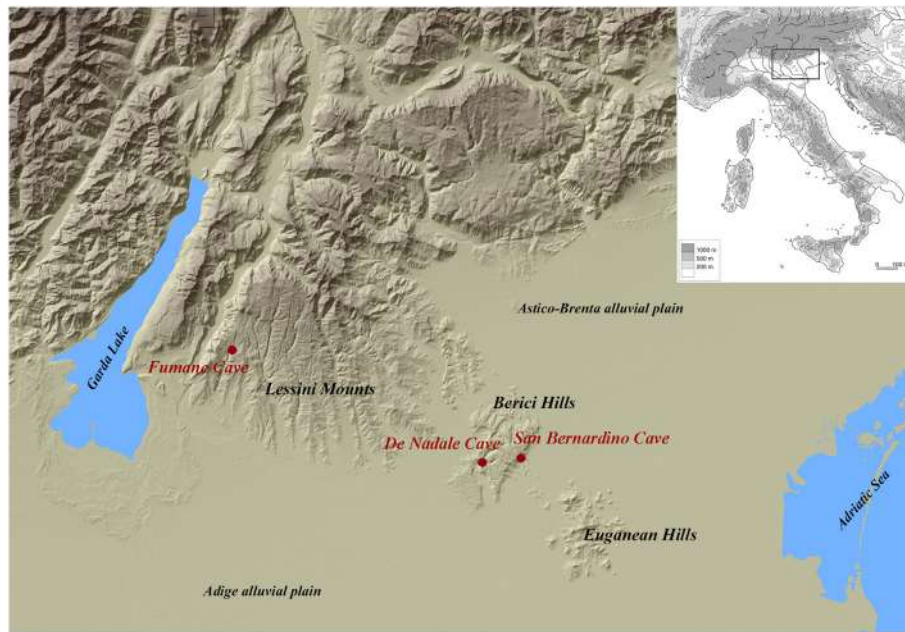 1000 m
500 m
Astico-Brenta alluvial plain
Garda Lake
Fumane Cave
Lessini Mounts
Berici Hills
De Nadale Cave
San Bernardino Cave
Adriatic Sea
Euganean Hills
Adige alluvial plain